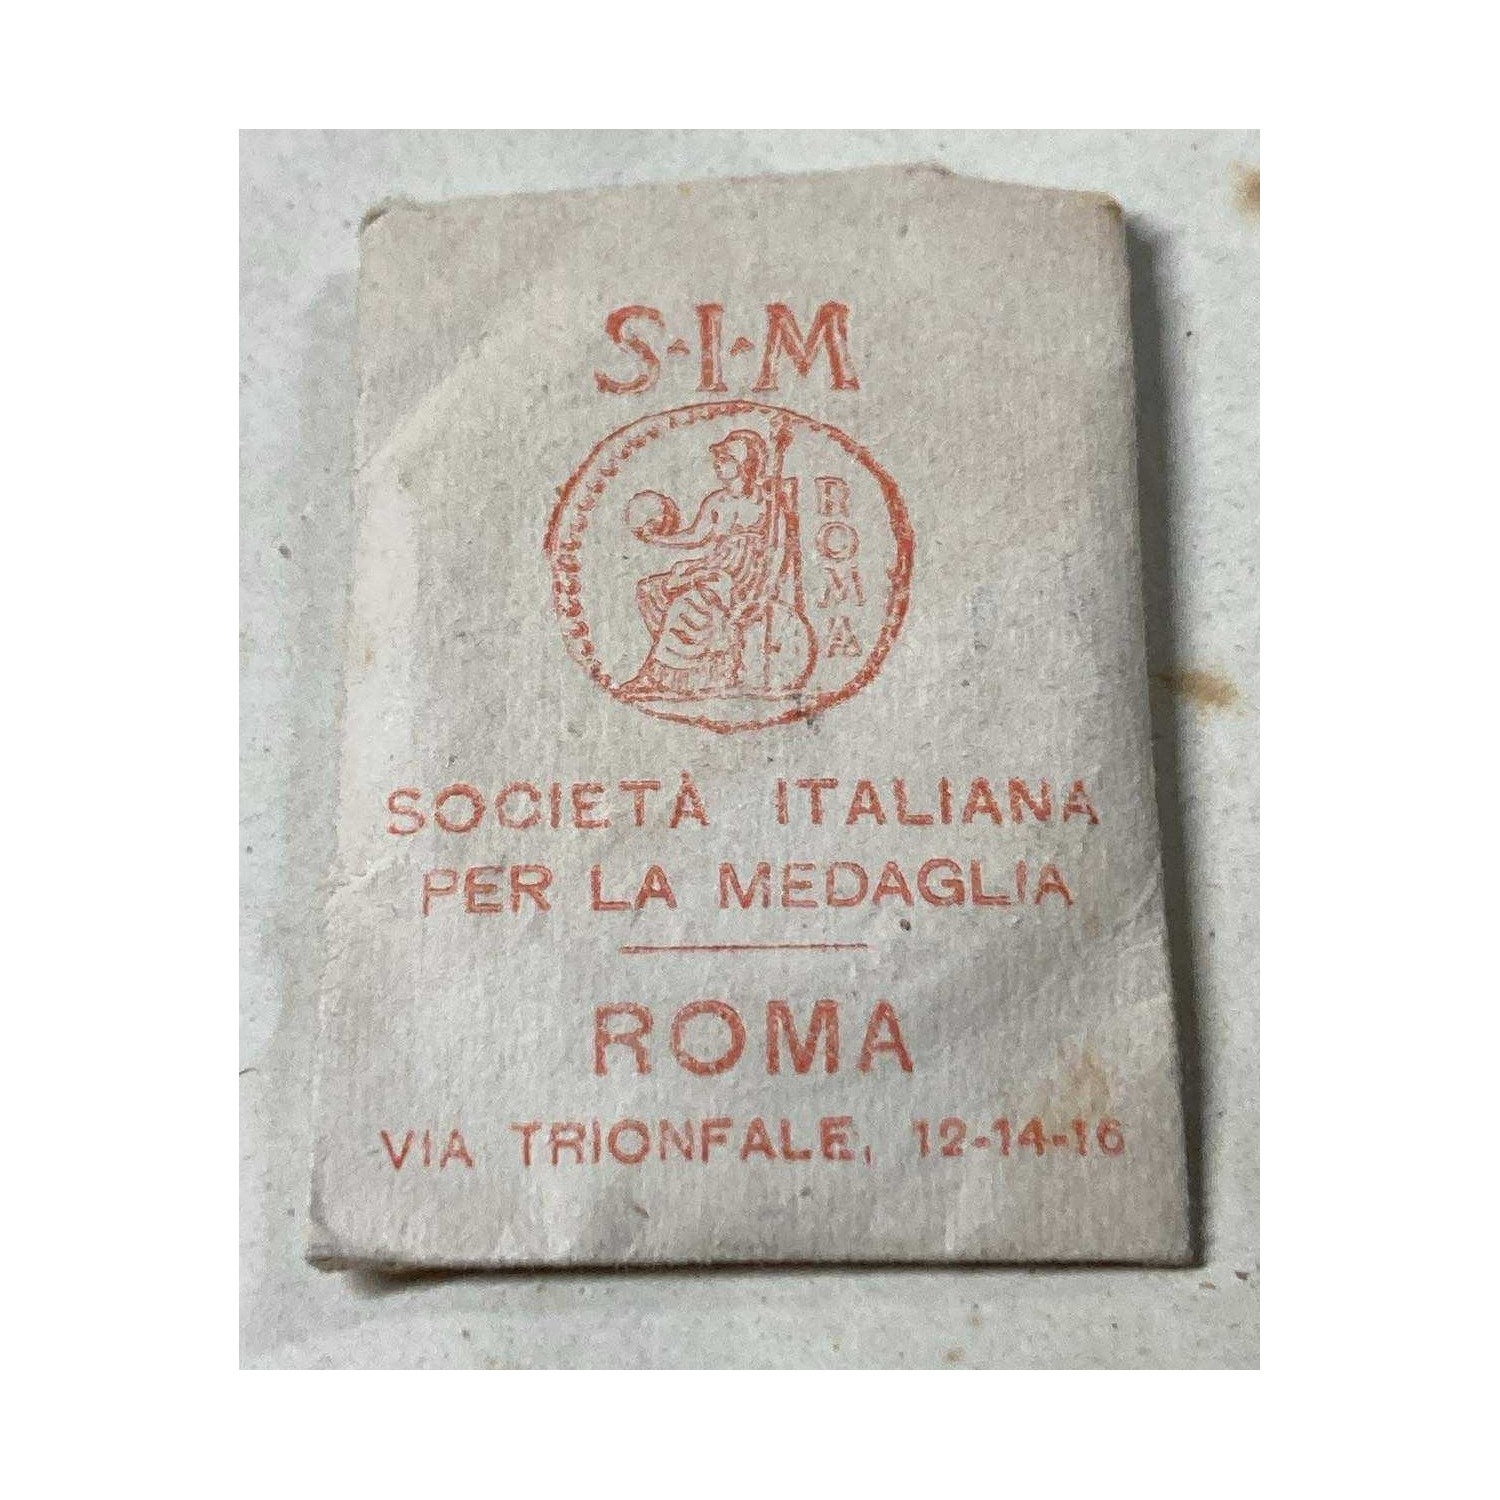 S·I·M
ROMA
SOCIETÀ ITALIANA
PER LA MEDAGLIA
ROMA
VIA TRIONFALE, 12-14-16